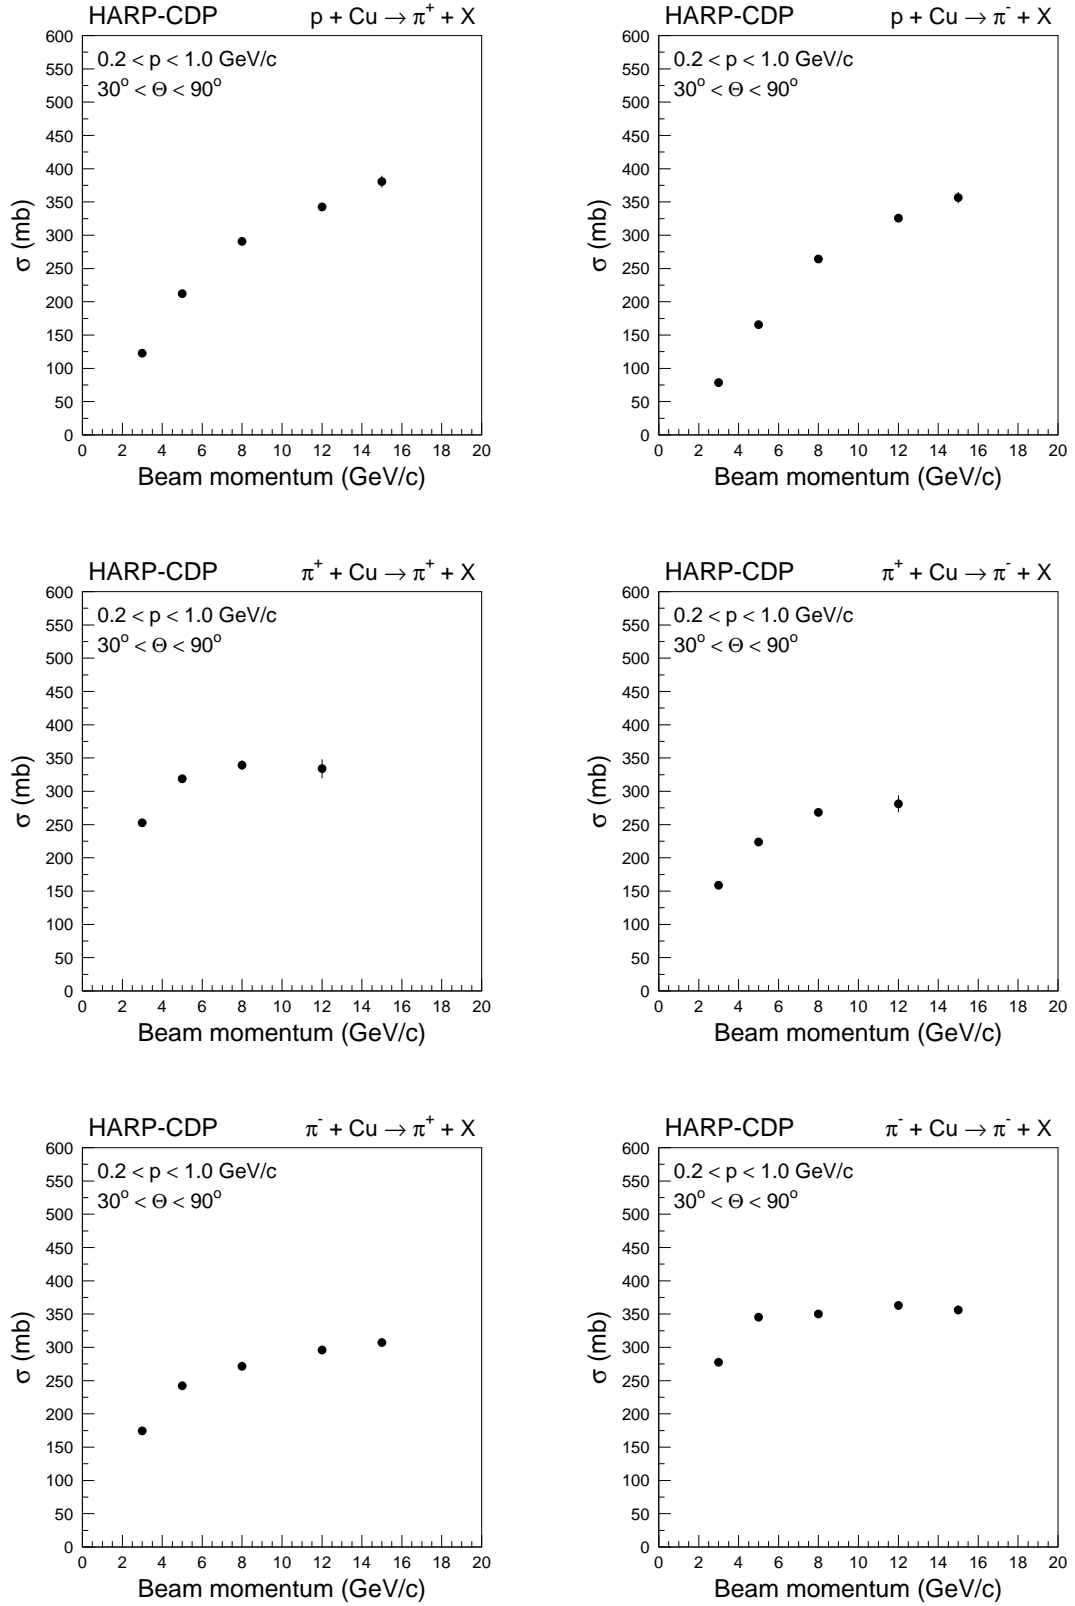 HARP-CDP p + Cu → π⁺ + X
0.2 < p < 1.0 GeV/c
30° < Θ < 90°
600
550
500
450
400
350
300
250
200
150
100
50
0
σ (mb)
0 2 4 6 8 10 12 14 16 18 20
Beam momentum (GeV/c)
HARP-CDP p + Cu → π⁻ + X
0.2 < p < 1.0 GeV/c
30° < Θ < 90°
600
550
500
450
400
350
300
250
200
150
100
50
0
σ (mb)
0 2 4 6 8 10 12 14 16 18 20
Beam momentum (GeV/c)
HARP-CDP π⁺ + Cu → π⁺ + X
0.2 < p < 1.0 GeV/c
30° < Θ < 90°
600
550
500
450
400
350
300
250
200
150
100
50
0
σ (mb)
0 2 4 6 8 10 12 14 16 18 20
Beam momentum (GeV/c)
HARP-CDP π⁺ + Cu → π⁻ + X
0.2 < p < 1.0 GeV/c
30° < Θ < 90°
600
550
500
450
400
350
300
250
200
150
100
50
0
σ (mb)
0 2 4 6 8 10 12 14 16 18 20
Beam momentum (GeV/c)
HARP-CDP π⁻ + Cu → π⁺ + X
0.2 < p < 1.0 GeV/c
30° < Θ < 90°
600
550
500
450
400
350
300
250
200
150
100
50
0
σ (mb)
0 2 4 6 8 10 12 14 16 18 20
Beam momentum (GeV/c)
HARP-CDP π⁻ + Cu → π⁻ + X
0.2 < p < 1.0 GeV/c
30° < Θ < 90°
600
550
500
450
400
350
300
250
200
150
100
50
0
σ (mb)
0 2 4 6 8 10 12 14 16 18 20
Beam momentum (GeV/c)